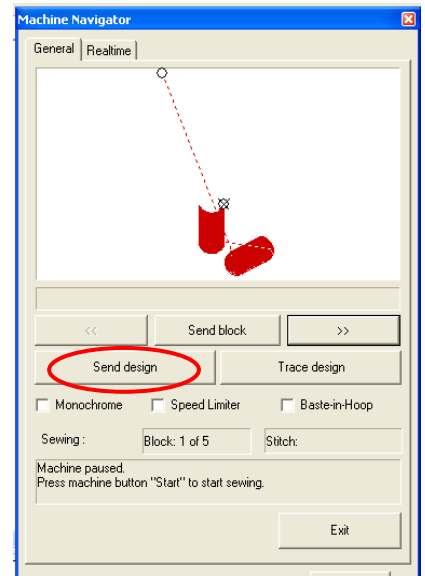 Machine Navigator
General Realtime
<< Send block >>
Send design Trace design
Monochrome Speed Limiter Baste-in-Hoop
Sewing : Block: 1 of 5 Stitch:
Machine paused.
Press machine button "Start" to start sewing.
Exit